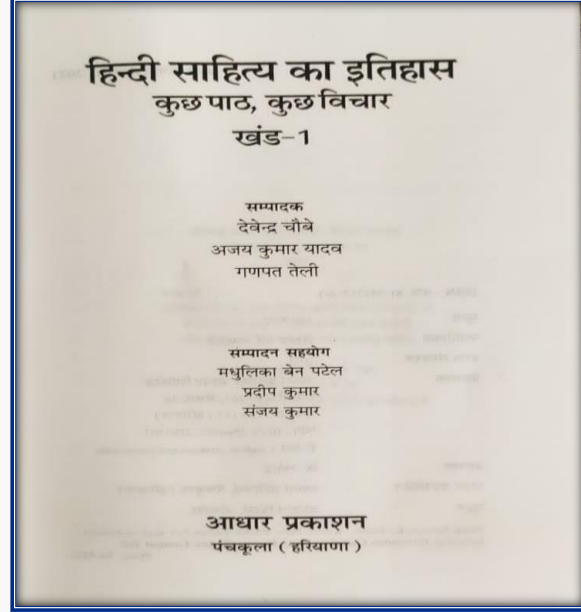 हिन्दी साहित्य का इतिहास
कुछ पाठ, कुछ विचार
खंड-1
सम्पादक
देवेन्द्र चौबे
अजय कुमार यादव
गणपत तेली
सम्पादन सहयोग
मधुलिका बेन पटेल
प्रदीप कुमार
संजय कुमार
आधार प्रकाशन
पंचकूला ( हरियाणा )